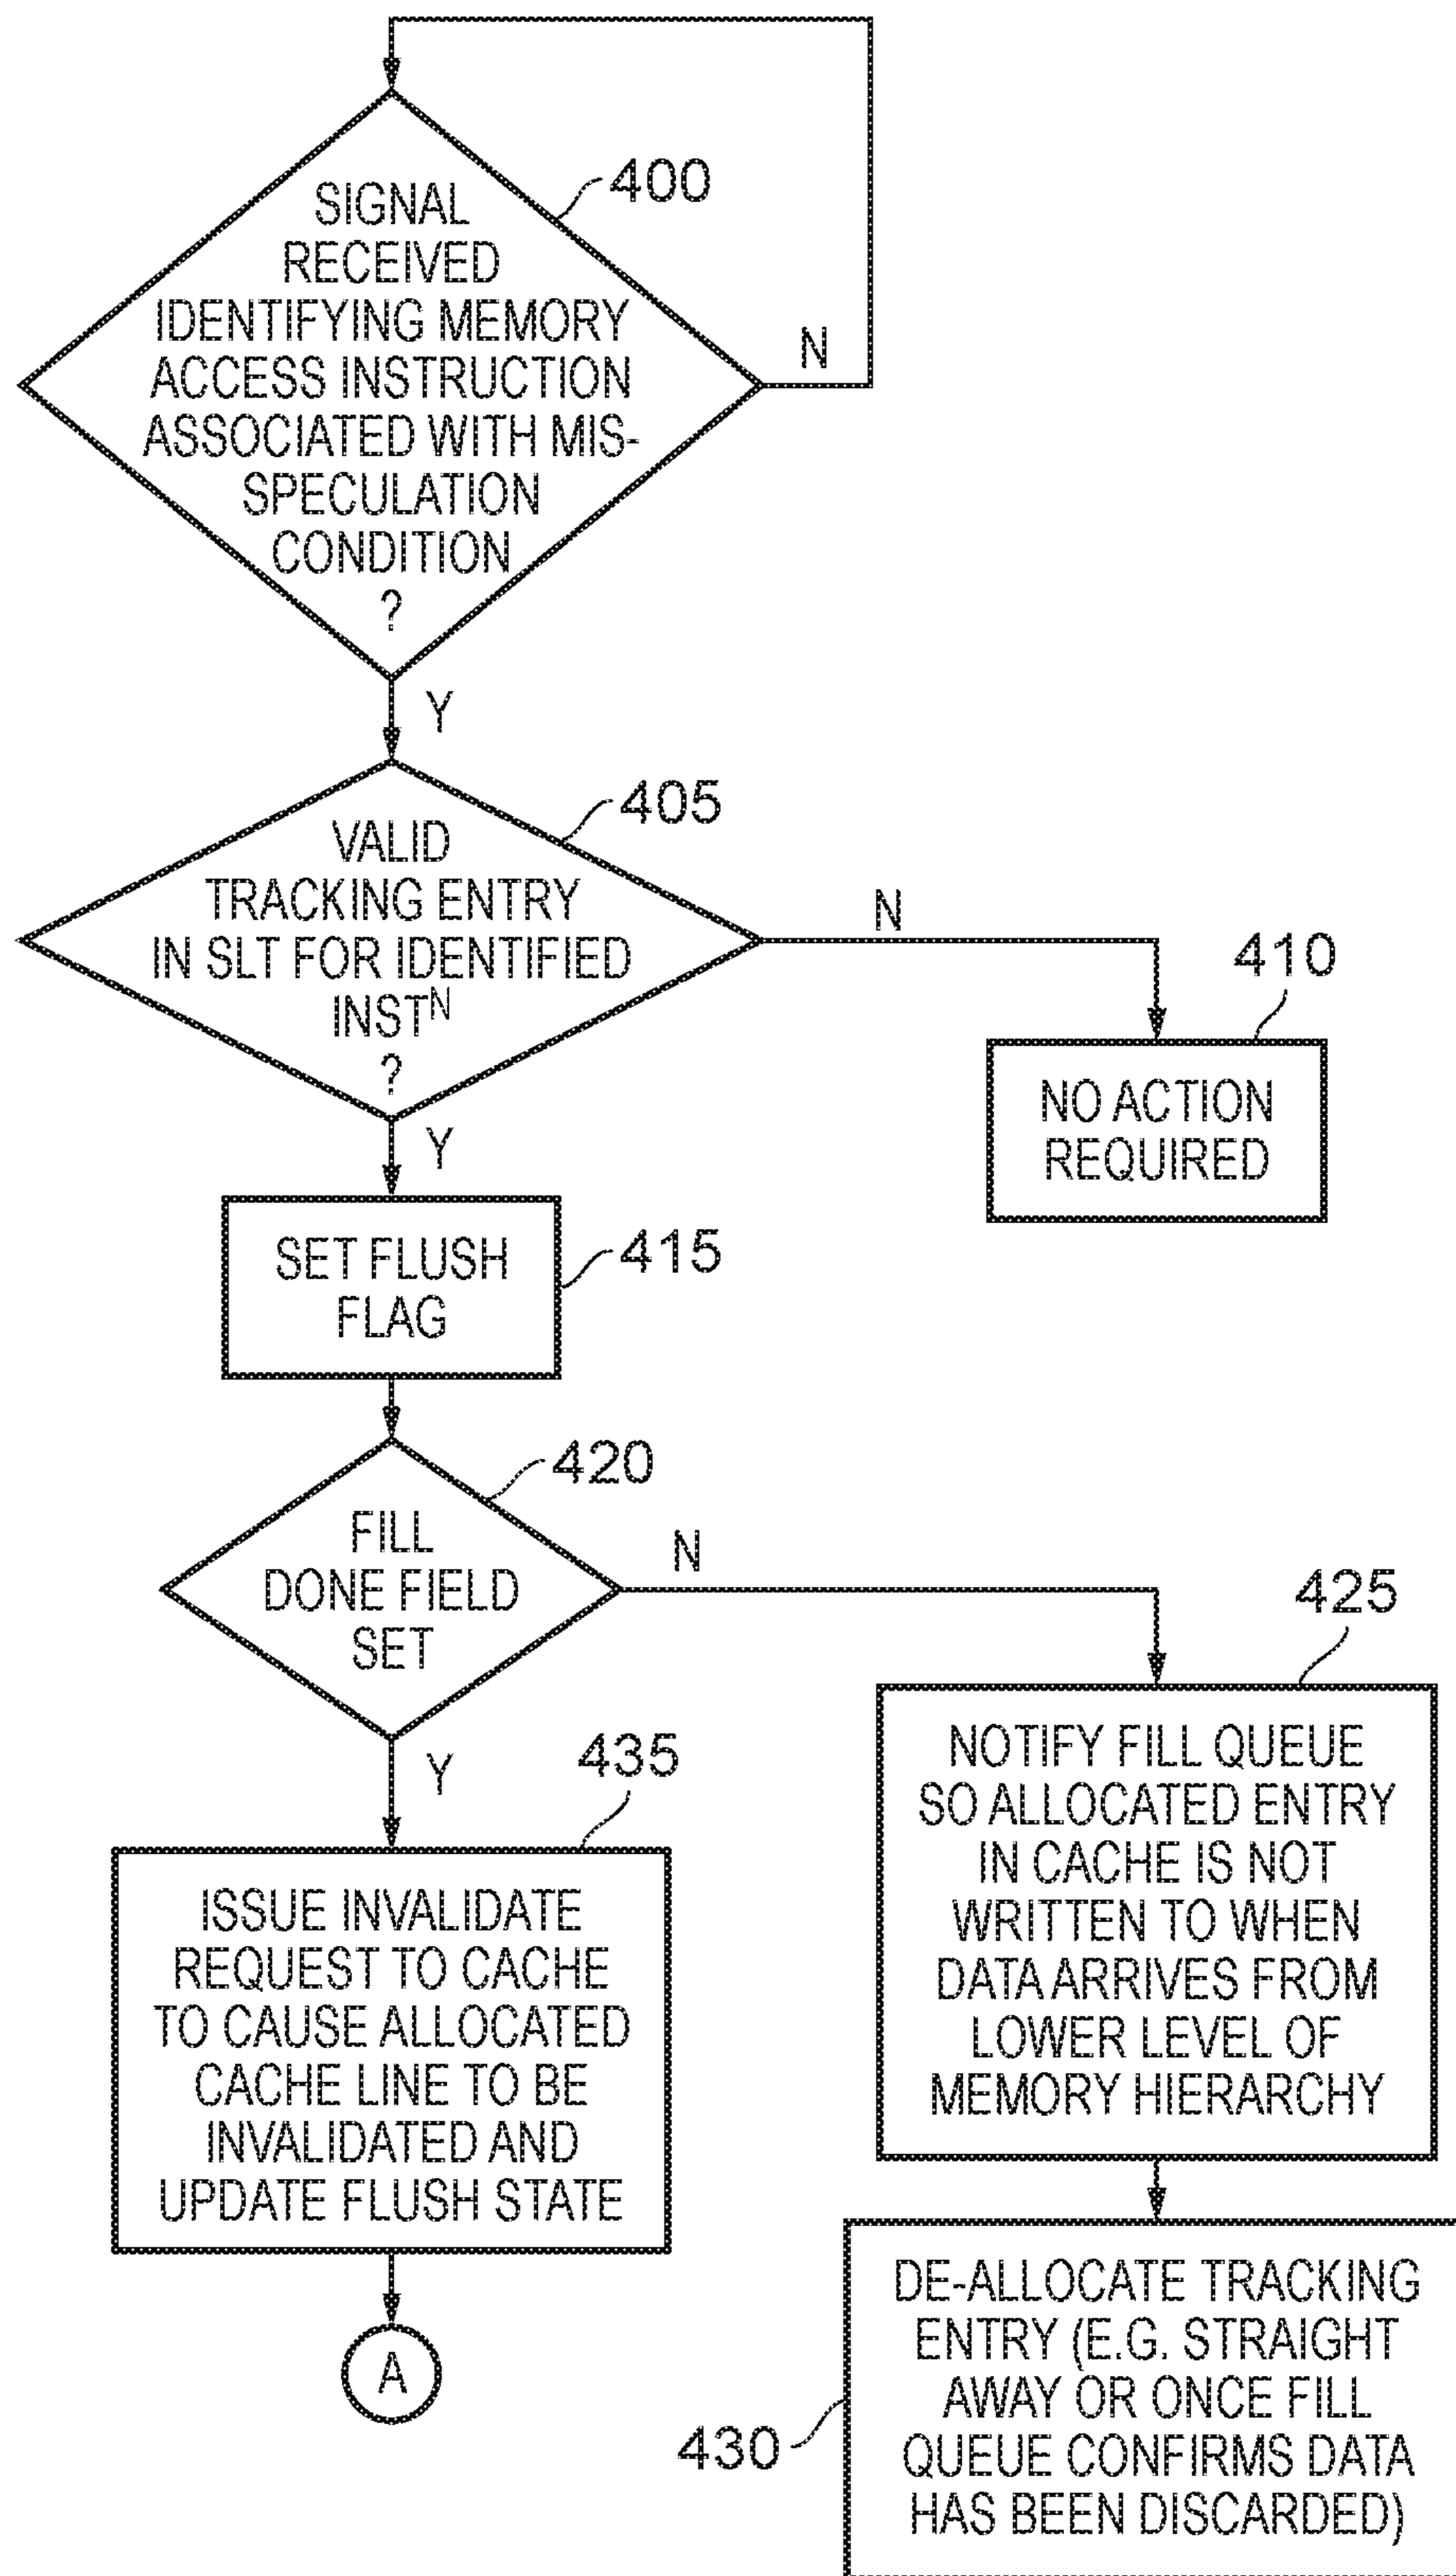 400
SIGNAL
RECEIVED
IDENTIFYING MEMORY
ACCESS INSTRUCTION
ASSOCIATED WITH MIS-
SPECULATION
CONDITION
?
N
Y
405
VALID
TRACKING ENTRY
IN SLT FOR IDENTIFIED
INSTᴺ
?
N
410
NO ACTION
REQUIRED
Y
SET FLUSH
FLAG
415
420
FILL
DONE FIELD
SET
N
425
NOTIFY FILL QUEUE
SO ALLOCATED ENTRY
IN CACHE IS NOT
WRITTEN TO WHEN
DATA ARRIVES FROM
LOWER LEVEL OF
MEMORY HIERARCHY
Y
435
ISSUE INVALIDATE
REQUEST TO CACHE
TO CAUSE ALLOCATED
CACHE LINE TO BE
INVALIDATED AND
UPDATE FLUSH STATE
A
430
DE-ALLOCATE TRACKING
ENTRY (E.G. STRAIGHT
AWAY OR ONCE FILL
QUEUE CONFIRMS DATA
HAS BEEN DISCARDED)